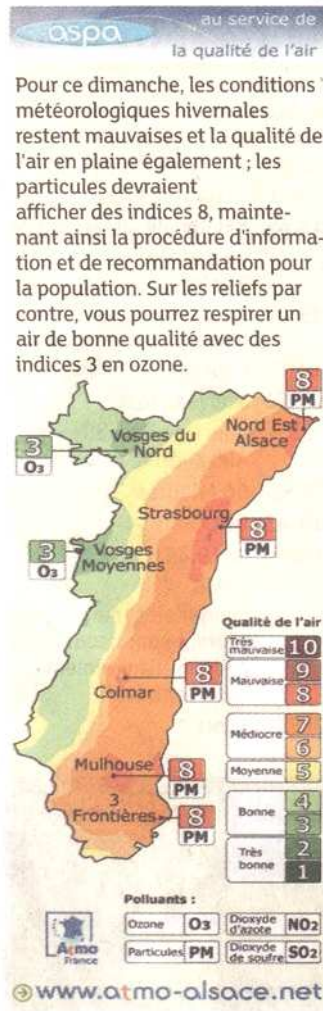 aspa
au service de
la qualité de l'air
Pour ce dimanche, les conditions
météorologiques hivernales
restent mauvaises et la qualité de
l'air en plaine également ; les
particules devraient
afficher des indices 8, mainte-
nant ainsi la procédure d'informa-
tion et de recommandation pour
la population. Sur les reliefs par
contre, vous pourrez respirer un
air de bonne qualité avec des
indices 3 en ozone.
8
PM
Nord Est
Alsace
Vosges du
Nord
3
O3
Strasbourg
8
PM
3
O3
Vosges
Moyennes
Colmar
8
PM
Mulhouse
8
PM
3
Frontières
8
PM
Qualité de l'air
Très
mauvaise 10
Mauvaise 9
8
Médiocre 7
6
Moyenne 5
Bonne 4
3
Très
bonne 2
1
Polluants :
Ozone O3
Dioxyde
d'azote NO2
Particules PM
Dioxyde
de soufre SO2
Atmo
France
www.atmo-alsace.net